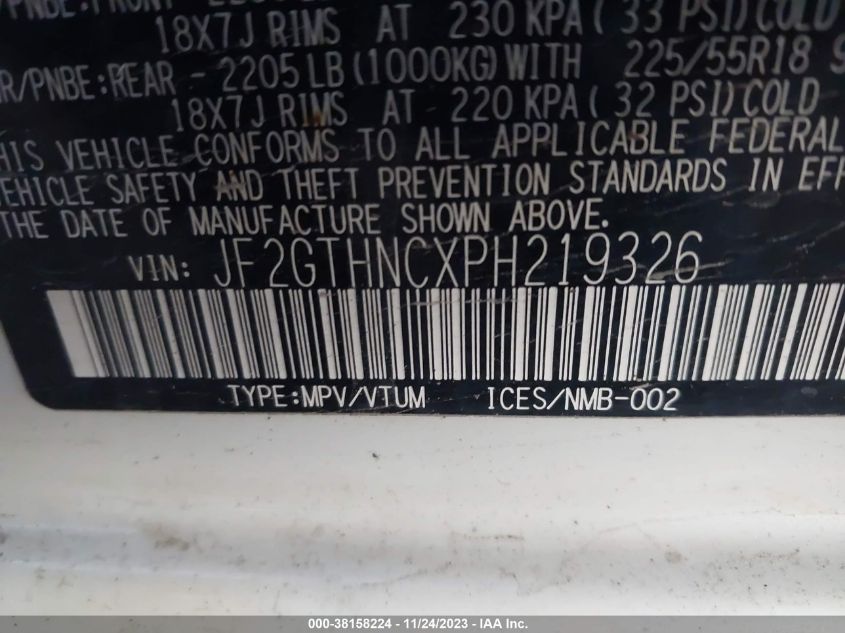 18X7J RIMS AT 230 KPA ( 33 PSI) COLD
R/PNBE:REAR - 2205 LB (1000KG) WITH 225/55R18 9
18X7J RIMS AT 220 KPA ( 32 PSI) COLD
HIS VEHICLE CONFORMS TO ALL APPLICABLE FEDERAL
VEHICLE SAFETY AND THEFT PREVENTION STANDARDS IN EFF
THE DATE OF MANUFACTURE SHOWN ABOVE.
VIN: JF2GTHNCXPH219326
TYPE:MPV/VTUM ICES/NMB-002
000-38158224 - 11/24/2023 - IAA Inc.